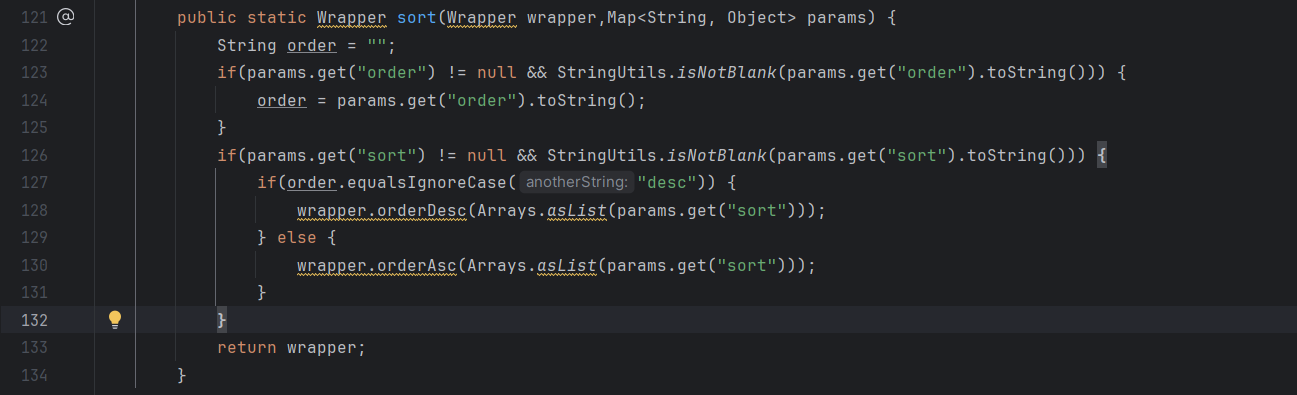 121 @ public static Wrapper sort(Wrapper wrapper,Map<String, Object> params) {
122 String order = "";
123 if(params.get("order") != null && StringUtils.isNotBlank(params.get("order").toString())) {
124 order = params.get("order").toString();
125 }
126 if(params.get("sort") != null && StringUtils.isNotBlank(params.get("sort").toString())) {
127 if(order.equalsIgnoreCase( anotherString: "desc")) {
128 wrapper.orderDesc(Arrays.asList(params.get("sort")));
129 } else {
130 wrapper.orderAsc(Arrays.asList(params.get("sort")));
131 }
132 }
133 return wrapper;
134 }